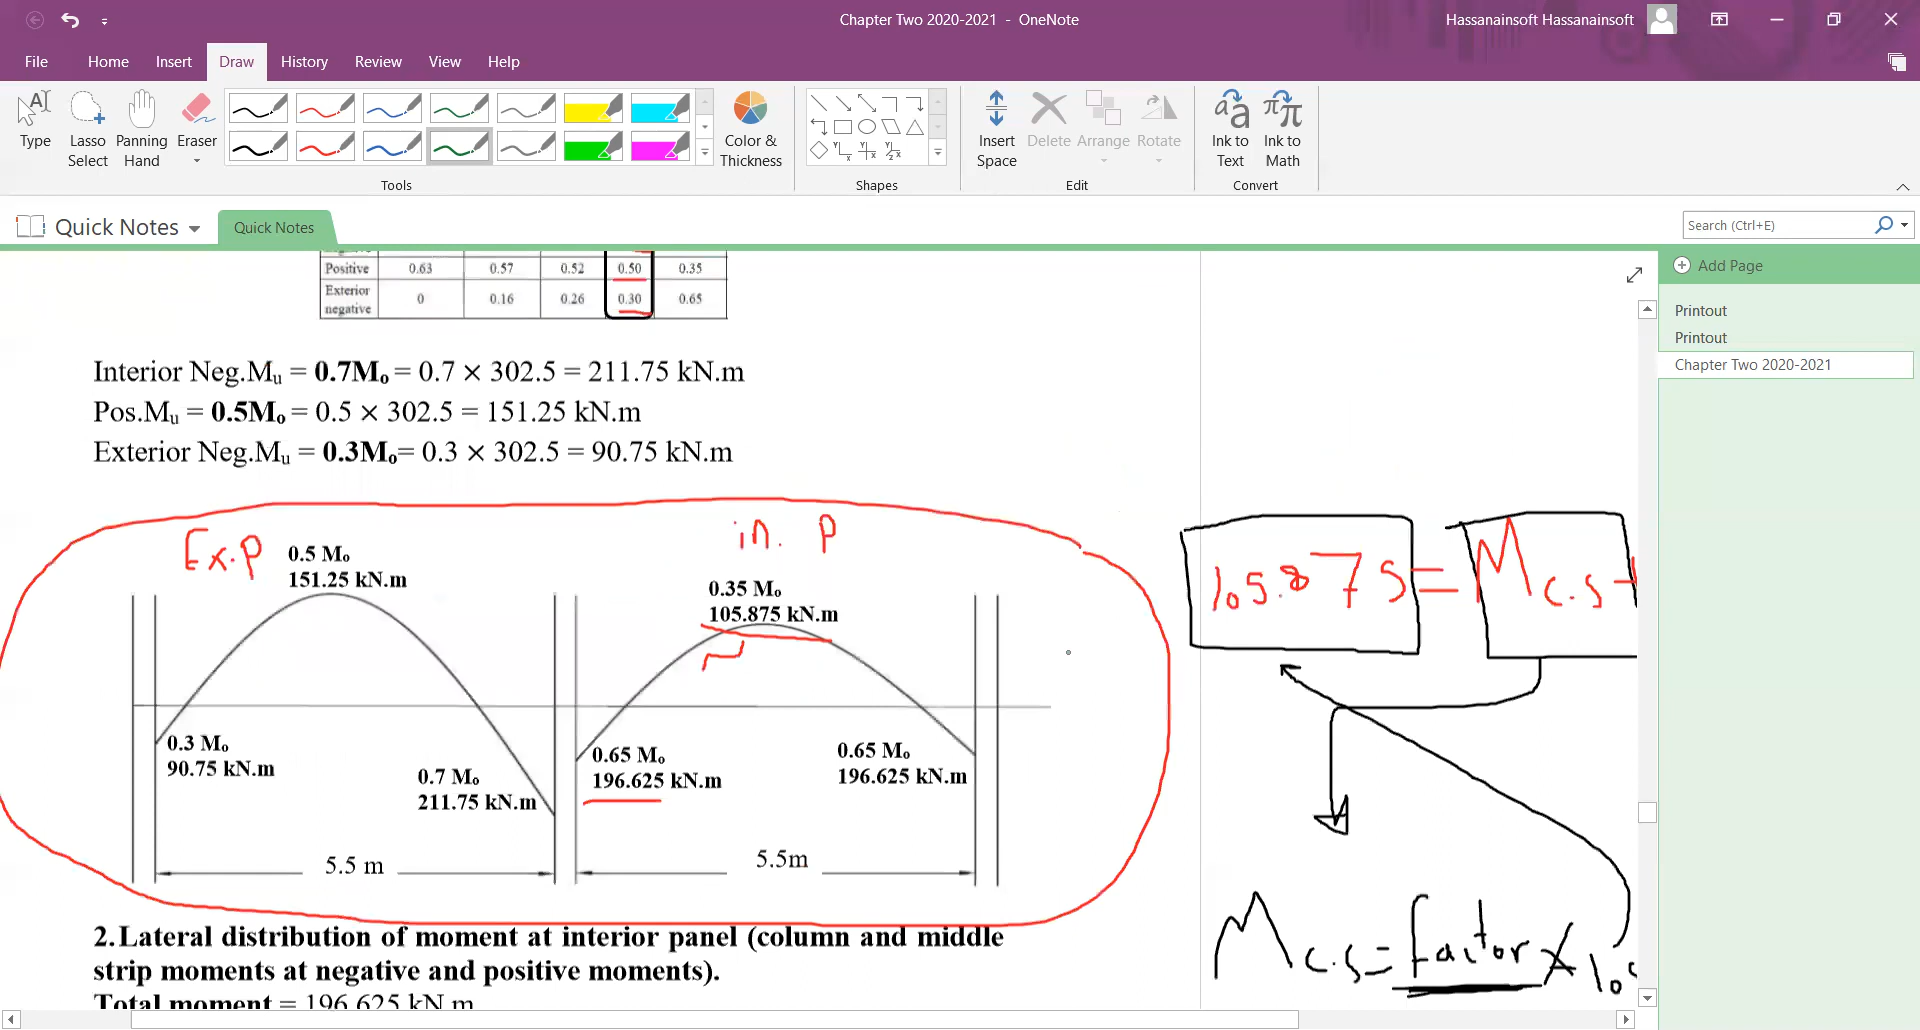 Chapter Two 2020-2021 - OneNote
Hassanainsoft Hassanainsoft
File Home Insert Draw History Review View Help
Type
Lasso Select
Panning Hand
Eraser
Color & Thickness
Insert Space
Delete
Arrange
Rotate
Ink to Text
Ink to Math
Tools
Shapes
Edit
Convert
Quick Notes
Quick Notes
Search (Ctrl+E)
Add Page
Printout
Printout
Chapter Two 2020-2021
Positive 0.63 0.57 0.52 0.50 0.35
Exterior negative 0 0.16 0.26 0.30 0.65
Interior Neg.Mu = 0.7Mo = 0.7 × 302.5 = 211.75 kN.m
Pos.Mu = 0.5Mo = 0.5 × 302.5 = 151.25 kN.m
Exterior Neg.Mu = 0.3Mo= 0.3 × 302.5 = 90.75 kN.m
Ex.P
in. P
0.5 Mo
151.25 kN.m
0.35 Mo
105.875 kN.m
0.3 Mo
90.75 kN.m
0.7 Mo
211.75 kN.m
0.65 Mo
196.625 kN.m
0.65 Mo
196.625 kN.m
5.5 m
5.5m
105.875 = Mc.s +
Mc.s = factor ×
2.Lateral distribution of moment at interior panel (column and middle
strip moments at negative and positive moments).
Total moment = 196.625 kN.m